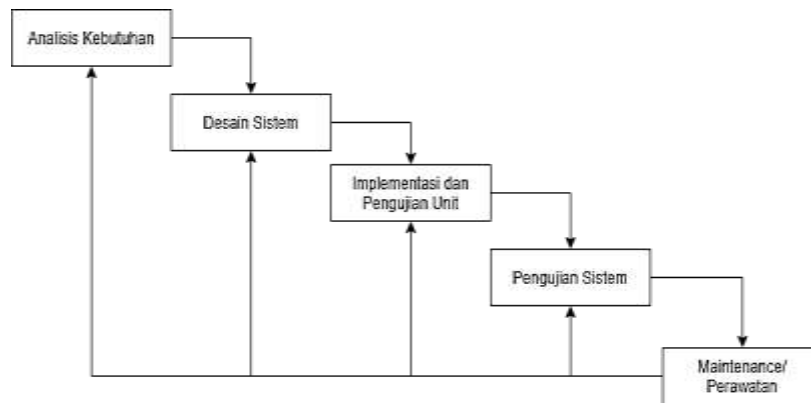 Analisis Kebutuhan
Desain Sistem
Implementasi dan
Pengujian Unit
Pengujian Sistem
Maintenance/
Perawatan